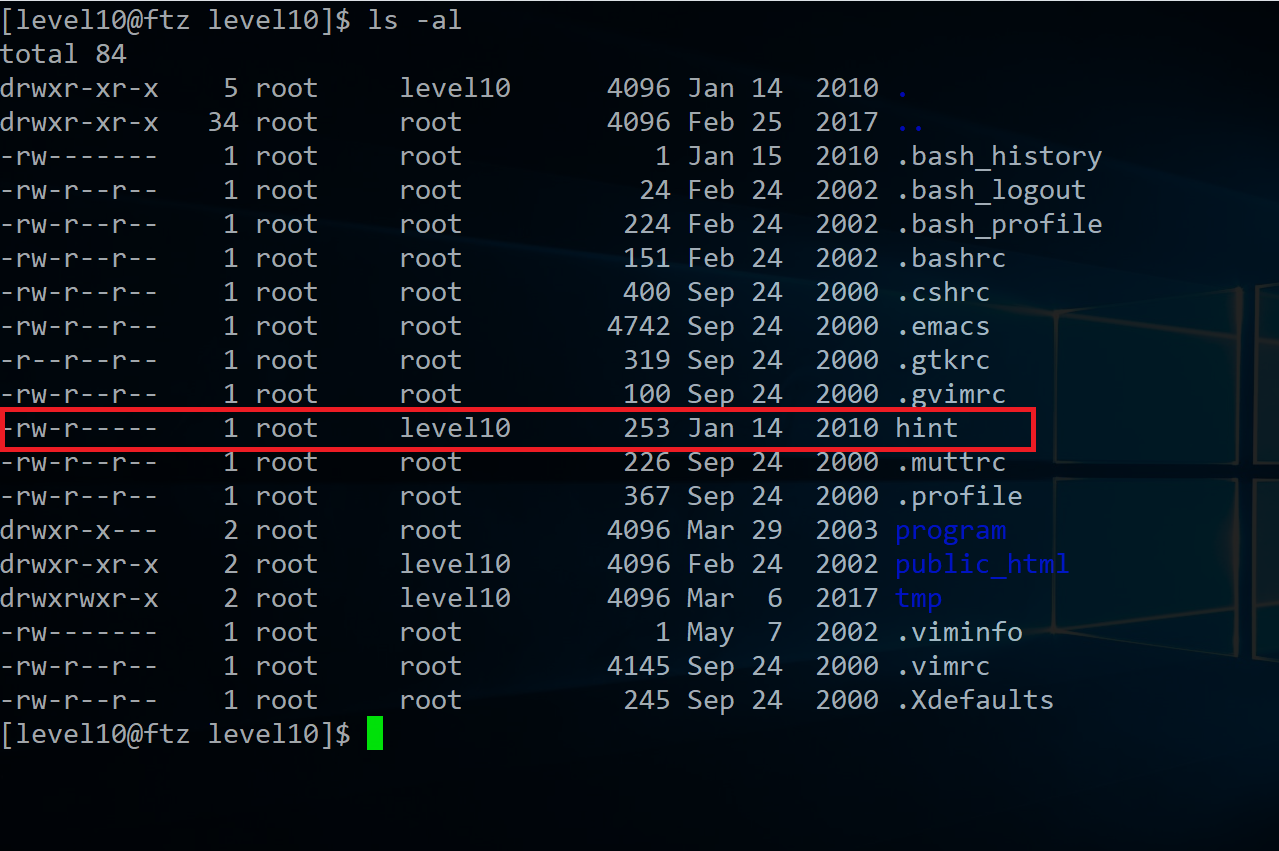 [level10@ftz level10]$ ls -al
total 84
drwxr-xr-x    5 root     level10      4096 Jan 14  2010 .
drwxr-xr-x   34 root     root         4096 Feb 25  2017 ..
-rw-------    1 root     root            1 Jan 15  2010 .bash_history
-rw-r--r--    1 root     root           24 Feb 24  2002 .bash_logout
-rw-r--r--    1 root     root          224 Feb 24  2002 .bash_profile
-rw-r--r--    1 root     root          151 Feb 24  2002 .bashrc
-rw-r--r--    1 root     root          400 Sep 24  2000 .cshrc
-rw-r--r--    1 root     root         4742 Sep 24  2000 .emacs
-r--r--r--    1 root     root          319 Sep 24  2000 .gtkrc
-rw-r--r--    1 root     root          100 Sep 24  2000 .gvimrc
-rw-r-----    1 root     level10       253 Jan 14  2010 hint
-rw-r--r--    1 root     root          226 Sep 24  2000 .muttrc
-rw-r--r--    1 root     root          367 Sep 24  2000 .profile
drwxr-x---    2 root     root         4096 Mar 29  2003 program
drwxr-xr-x    2 root     level10      4096 Feb 24  2002 public_html
drwxrwxr-x    2 root     level10      4096 Mar  6  2017 tmp
-rw-------    1 root     root            1 May  7  2002 .viminfo
-rw-r--r--    1 root     root         4145 Sep 24  2000 .vimrc
-rw-r--r--    1 root     root          245 Sep 24  2000 .Xdefaults
[level10@ftz level10]$